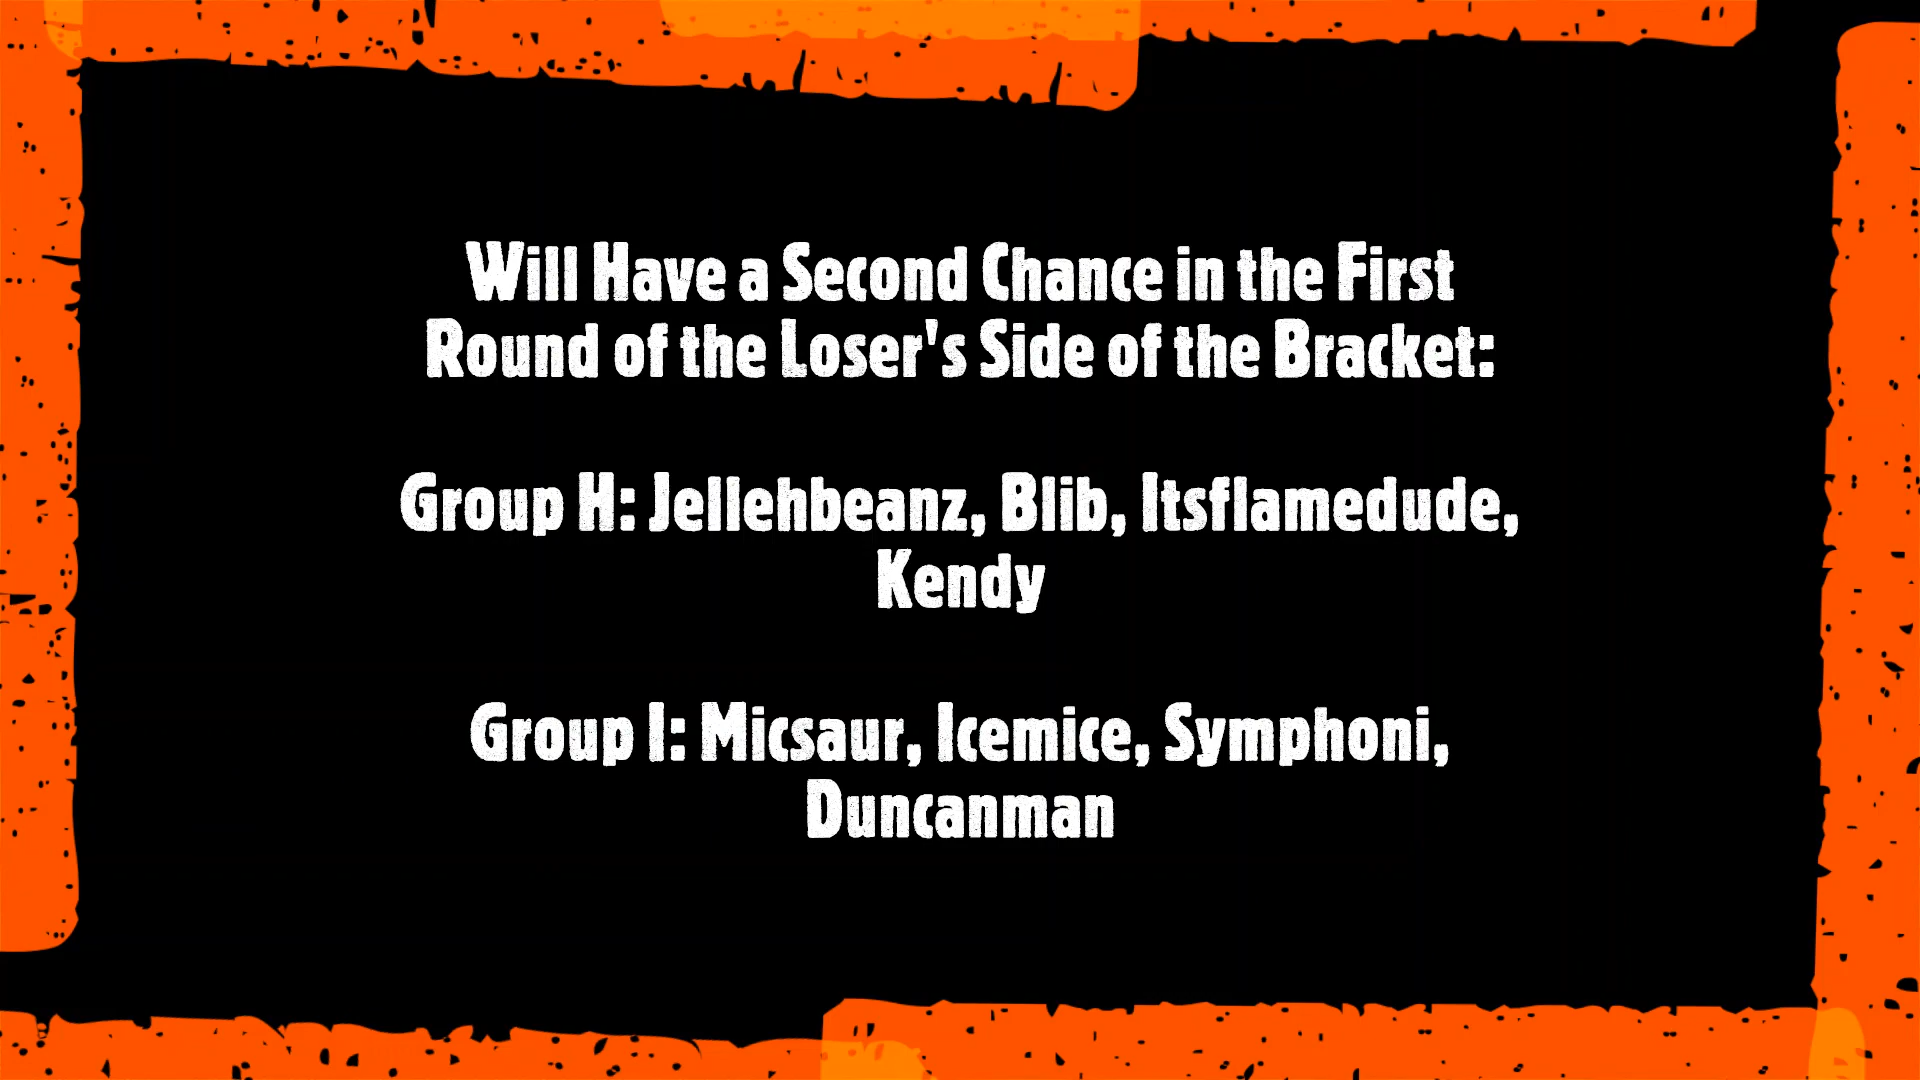 Will Have a Second Chance in the First
Round of the Loser's Side of the Bracket:
Group H: Jellehbeanz, Blib, Itsflamedude,
Kendy
Group I: Micsaur, Icemice, Symphoni,
Duncanman